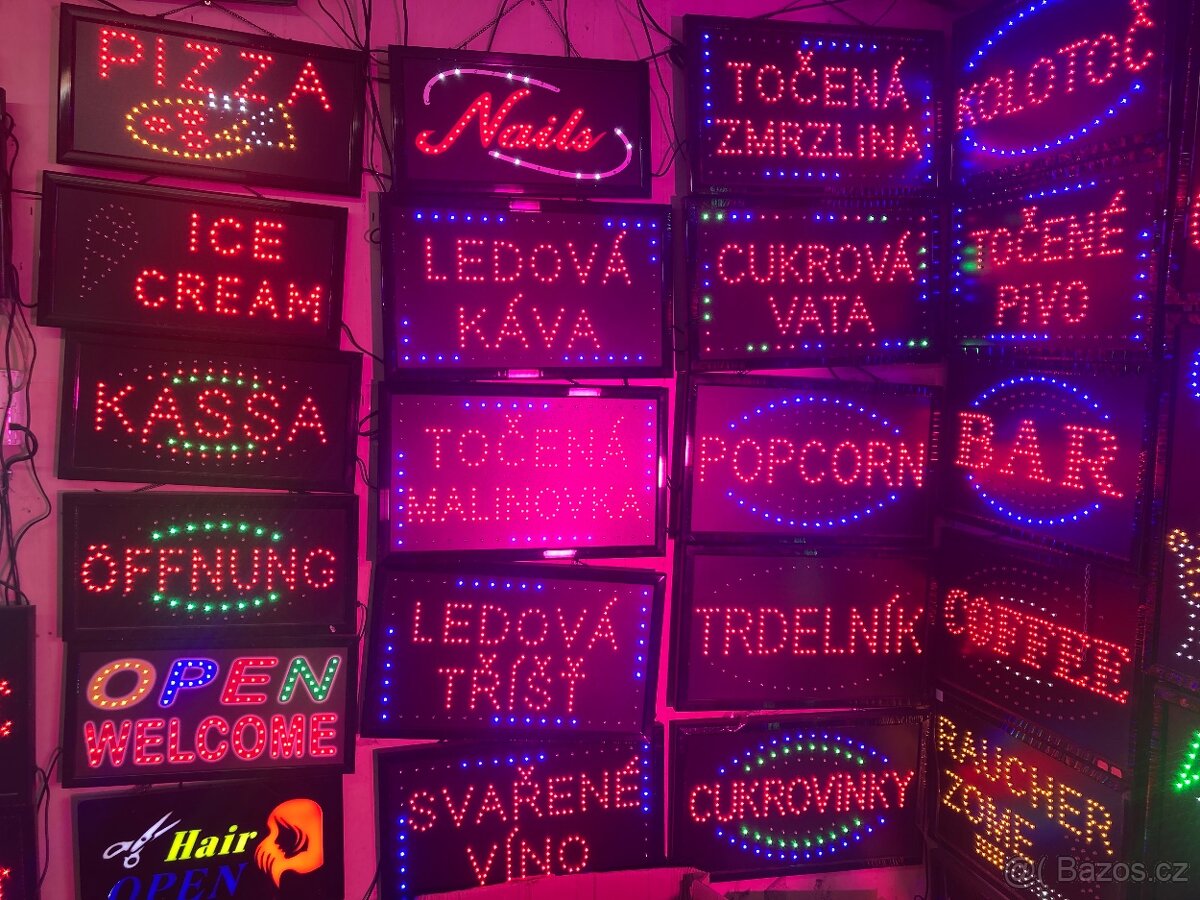 PIZZA
ICE
CREAM
KASSA
ÖFFNUNG
OPEN
WELCOME
Hair
OPEN
Nails
LEDOVÁ
KÁVA
TOČENÁ
MALINOVKA
LEDOVÁ
TŘÍŠŤ
SVAŘENÉ
VÍNO
TOČENÁ
ZMRZLINA
CUKROVÁ
VATA
POPCORN
TRDELNÍK
CUKROVINKY
KOLOTOČ
TOČENÉ
PIVO
BAR
COFFEE
RAUCHER
ZONE
Bazos.cz